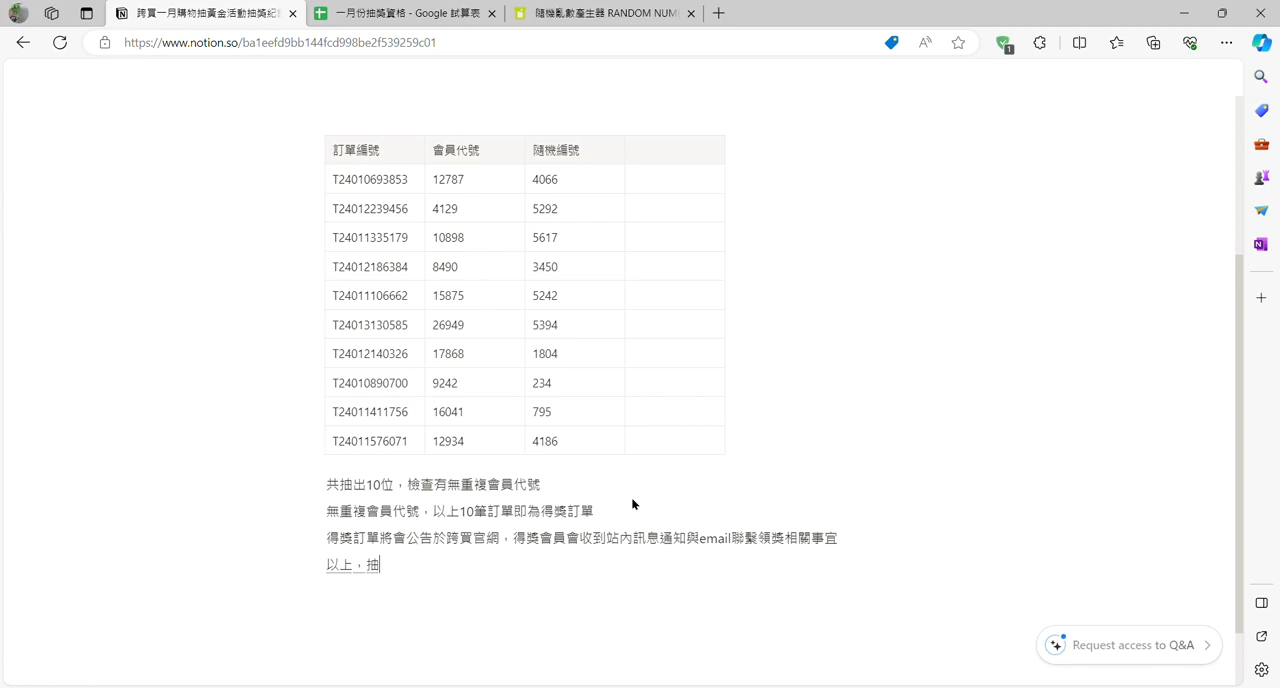 跨買一月購物抽黃金活動抽獎紀
一月份抽獎資格 - Google 試算表
隨機亂數產生器 RANDOM NUM
https://www.notion.so/ba1eefd9bb144fcd998be2f539259c01
1
訂單編號 會員代號 隨機編號
T24010693853 12787 4066
T24012239456 4129 5292
T24011335179 10898 5617
T24012186384 8490 3450
T24011106662 15875 5242
T24013130585 26949 5394
T24012140326 17868 1804
T24010890700 9242 234
T24011411756 16041 795
T24011576071 12934 4186
共抽出10位，檢查有無重複會員代號
無重複會員代號，以上10筆訂單即為得獎訂單
得獎訂單將會公告於跨買官網，得獎會員會收到站內訊息通知與email聯繫領獎相關事宜
以上，抽
Request access to Q&A